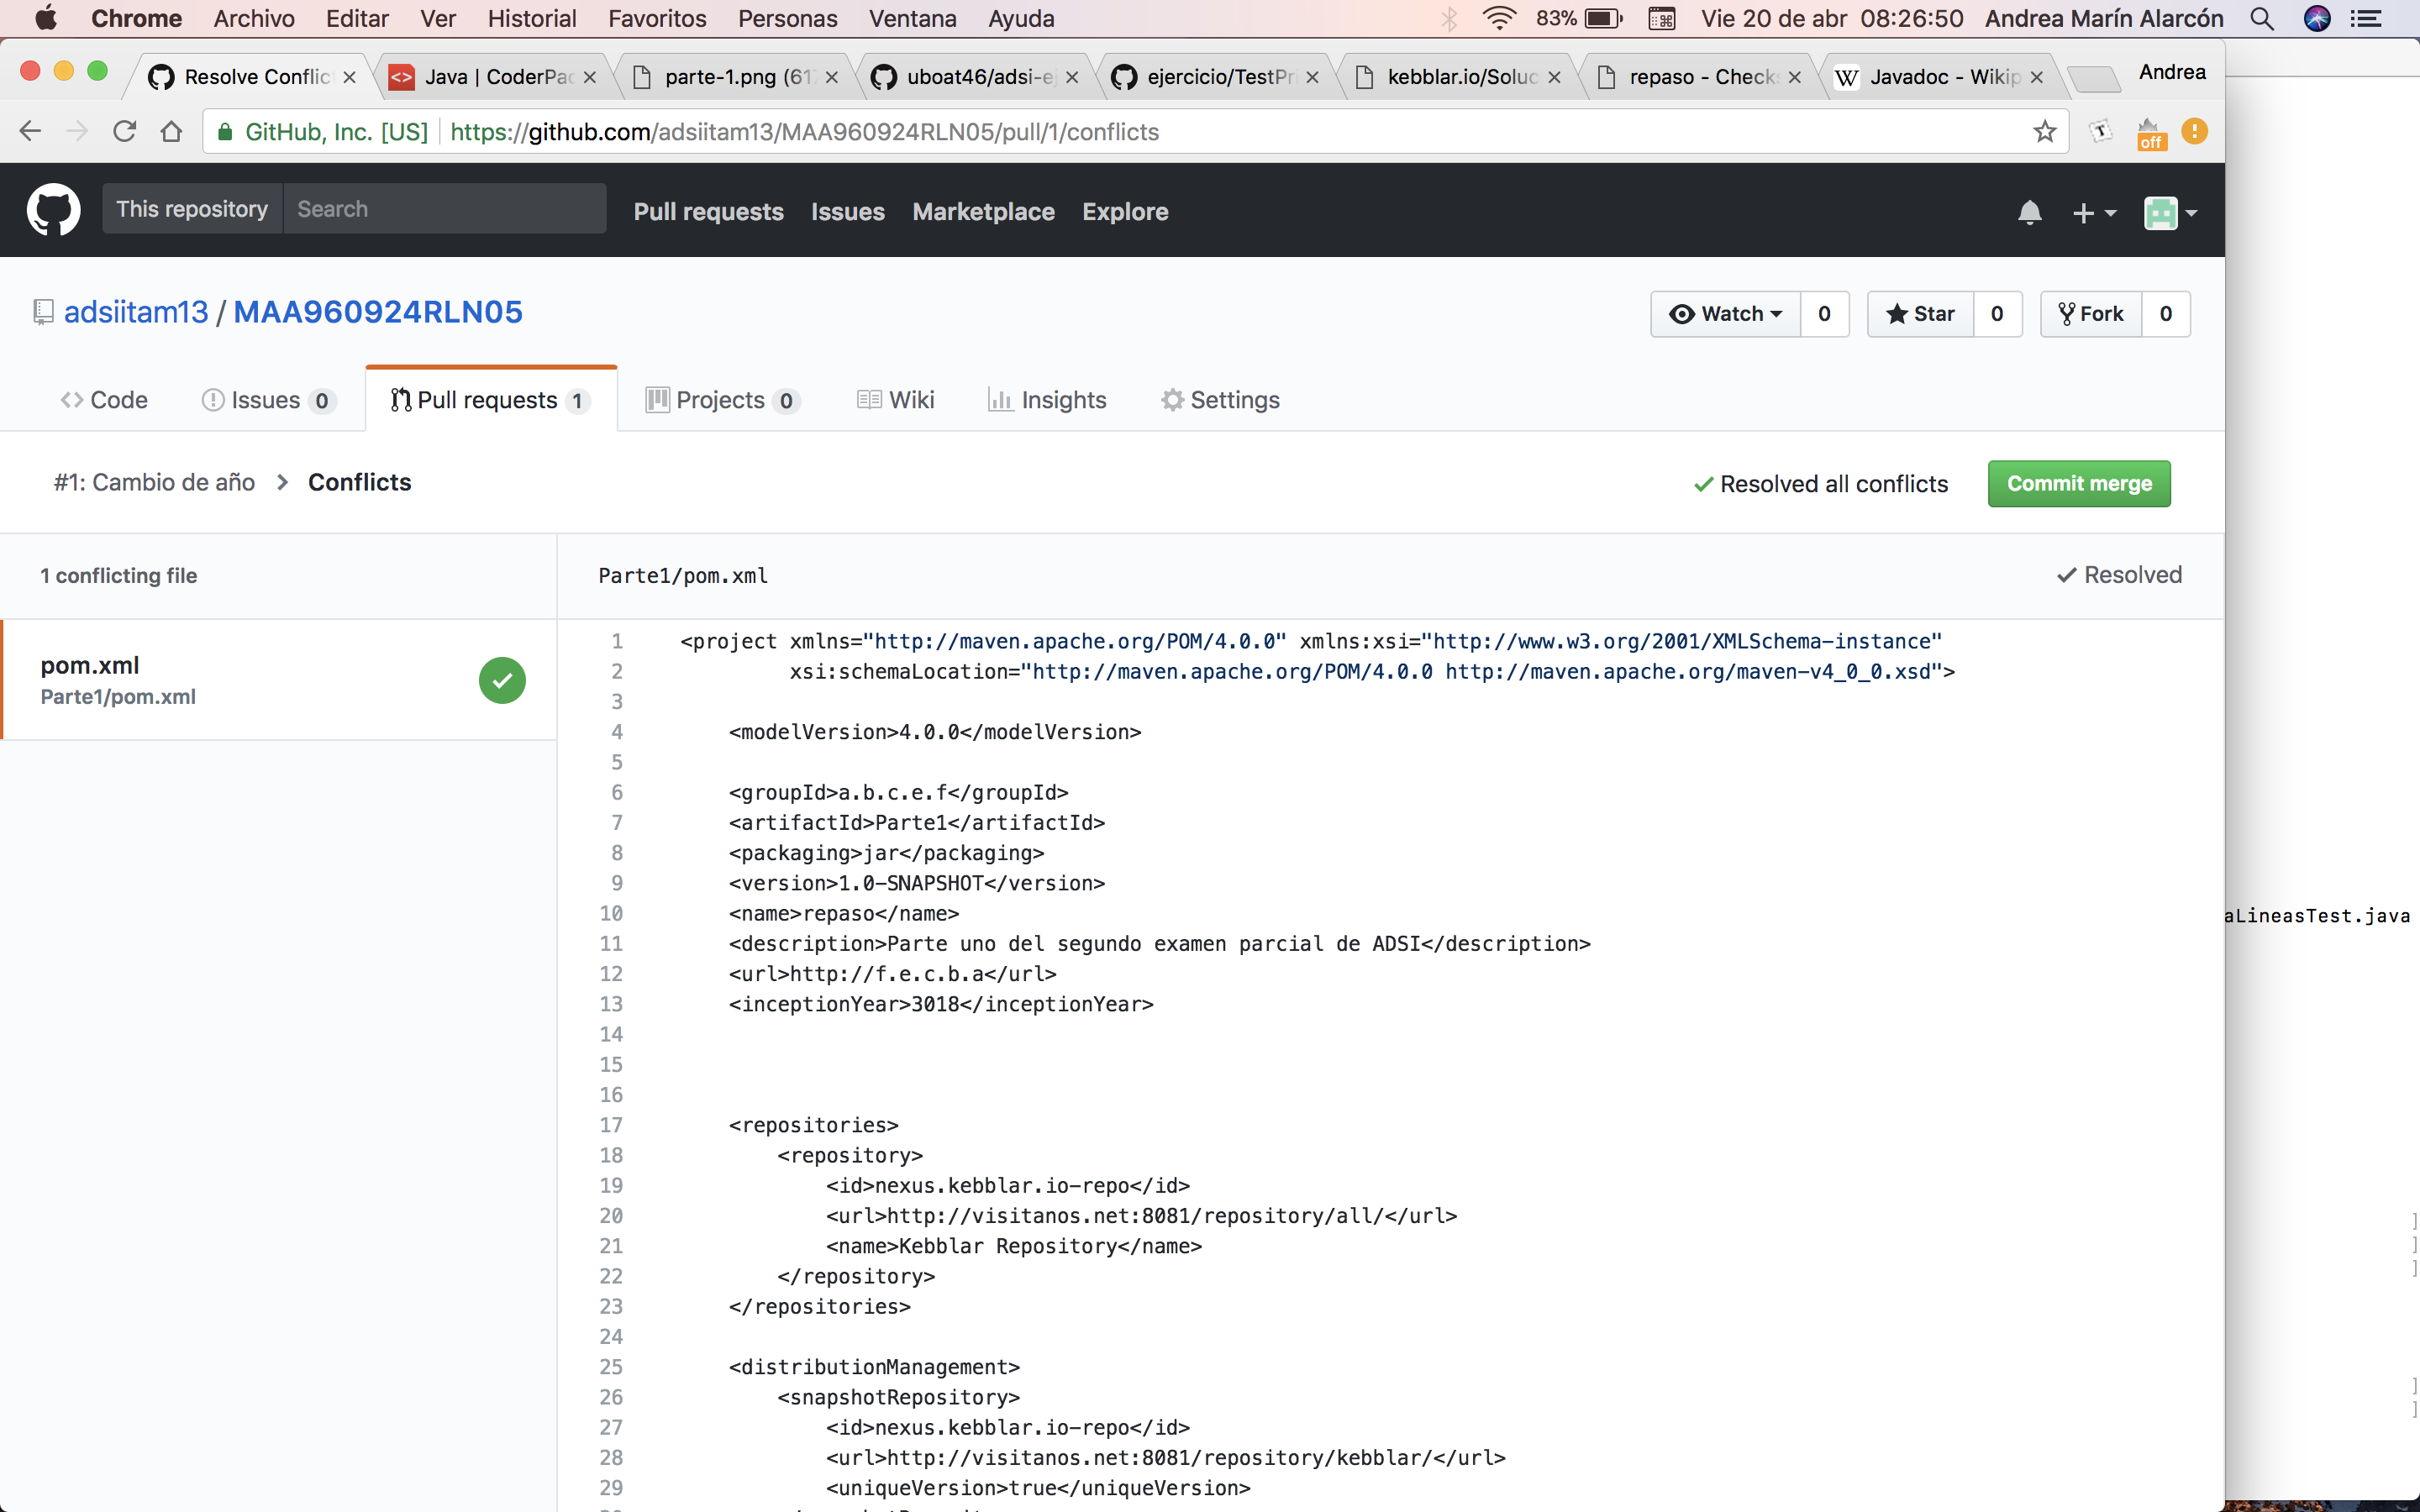 Chrome Archivo Editar Ver Historial Favoritos Personas Ventana Ayuda 83% Vie 20 de abr 08:26:50 Andrea Marín Alarcón
Resolve Conflic Java | CoderPac parte-1.png (617 uboat46/adsi-ej ejercicio/TestPri kebblar.io/Soluc repaso - Checks Javadoc - Wikip Andrea
GitHub, Inc. [US] https://github.com/adsiitam13/MAA960924RLN05/pull/1/conflicts T off
This repository Search Pull requests Issues Marketplace Explore
adsiitam13 / MAA960924RLN05 Watch 0 Star 0 Fork 0
Code Issues 0 Pull requests 1 Projects 0 Wiki Insights Settings
#1: Cambio de año Conflicts Resolved all conflicts Commit merge
1 conflicting file Parte1/pom.xml Resolved
pom.xml
Parte1/pom.xml
1 <project xmlns="http://maven.apache.org/POM/4.0.0" xmlns:xsi="http://www.w3.org/2001/XMLSchema-instance"
2 xsi:schemaLocation="http://maven.apache.org/POM/4.0.0 http://maven.apache.org/maven-v4_0_0.xsd">
3
4 <modelVersion>4.0.0</modelVersion>
5
6 <groupId>a.b.c.e.f</groupId>
7 <artifactId>Parte1</artifactId>
8 <packaging>jar</packaging>
9 <version>1.0-SNAPSHOT</version>
10 <name>repaso</name>
11 <description>Parte uno del segundo examen parcial de ADSI</description>
12 <url>http://f.e.c.b.a</url>
13 <inceptionYear>3018</inceptionYear>
14
15
16
17 <repositories>
18 <repository>
19 <id>nexus.kebblar.io-repo</id>
20 <url>http://visitanos.net:8081/repository/all/</url>
21 <name>Kebblar Repository</name>
22 </repository>
23 </repositories>
24
25 <distributionManagement>
26 <snapshotRepository>
27 <id>nexus.kebblar.io-repo</id>
28 <url>http://visitanos.net:8081/repository/kebblar/</url>
29 <uniqueVersion>true</uniqueVersion>
aLineasTest.java
]
]
]
]
]